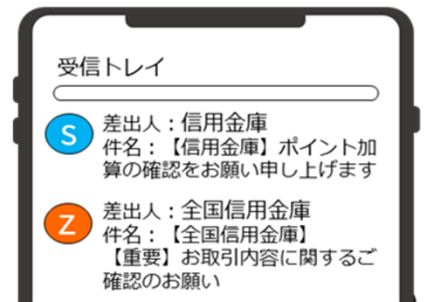 受信トレイ
S
差出人：信用金庫
件名：【信用金庫】ポイント加
算の確認をお願い申し上げます
Z
差出人：全国信用金庫
件名：【全国信用金庫】
【重要】お取引内容に関するご
確認のお願い